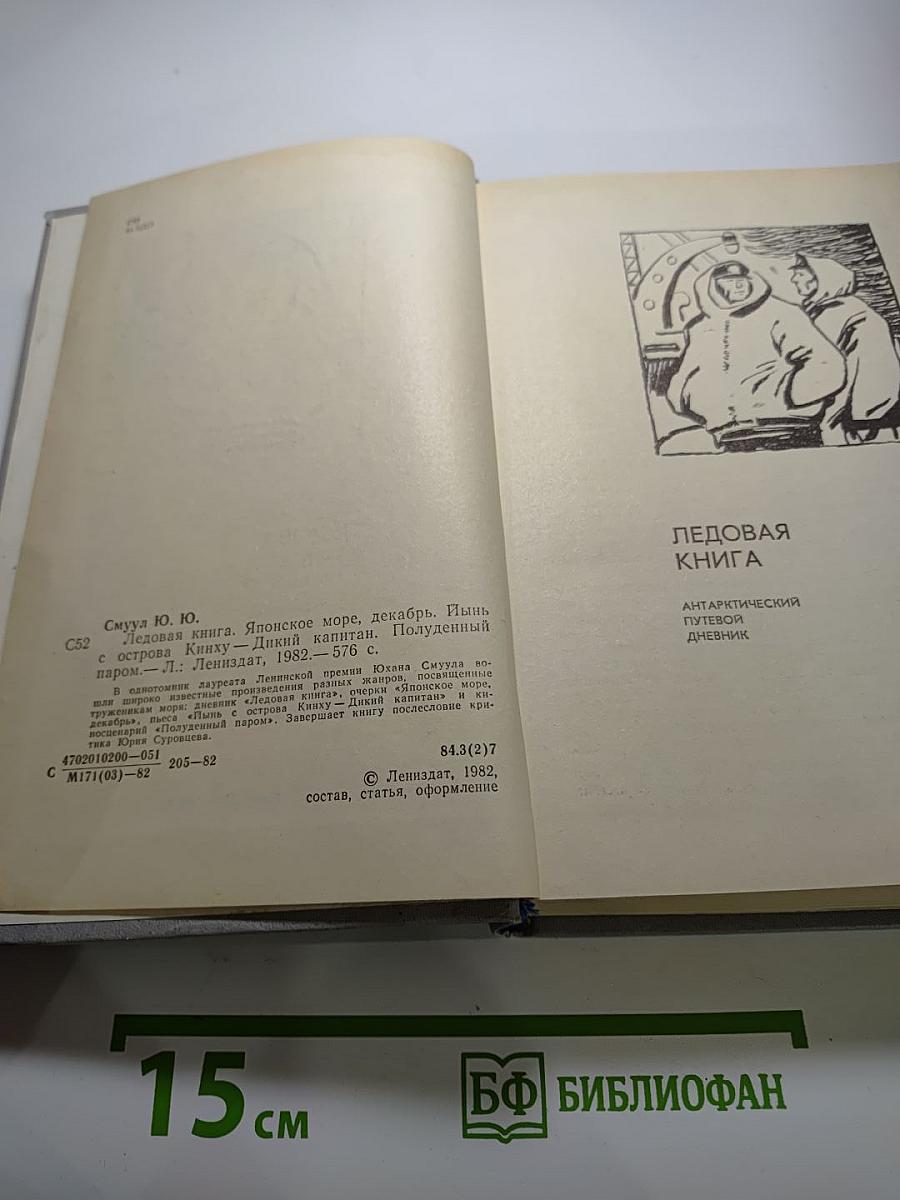 Смуул Ю. Ю.
С52 Ледовая книга. Японское море, декабрь. Йынь
с острова Кинху — Дикий капитан. Полуденный
паром.— Л.: Лениздат, 1982.— 576 с.
В однотомник лауреата Ленинской премии Юхана Смуула во-
шли широко известные произведения разных жанров, посвященные
труженикам моря: дневник «Ледовая книга», очерки «Японское море,
декабрь», пьеса «Йынь с острова Кинху — Дикий капитан» и ки-
носценарий «Полуденный паром». Завершает книгу послесловие кри-
тика Юрия Суровцева.
С 4702010200—051
М171(03)—82
205—82
84.3(2)7
© Лениздат, 1982,
состав, статья, оформление
ЛЕДОВАЯ
КНИГА
АНТАРКТИЧЕСКИЙ
ПУТЕВОЙ
ДНЕВНИК
15 см
БФ БИБЛИОФАН